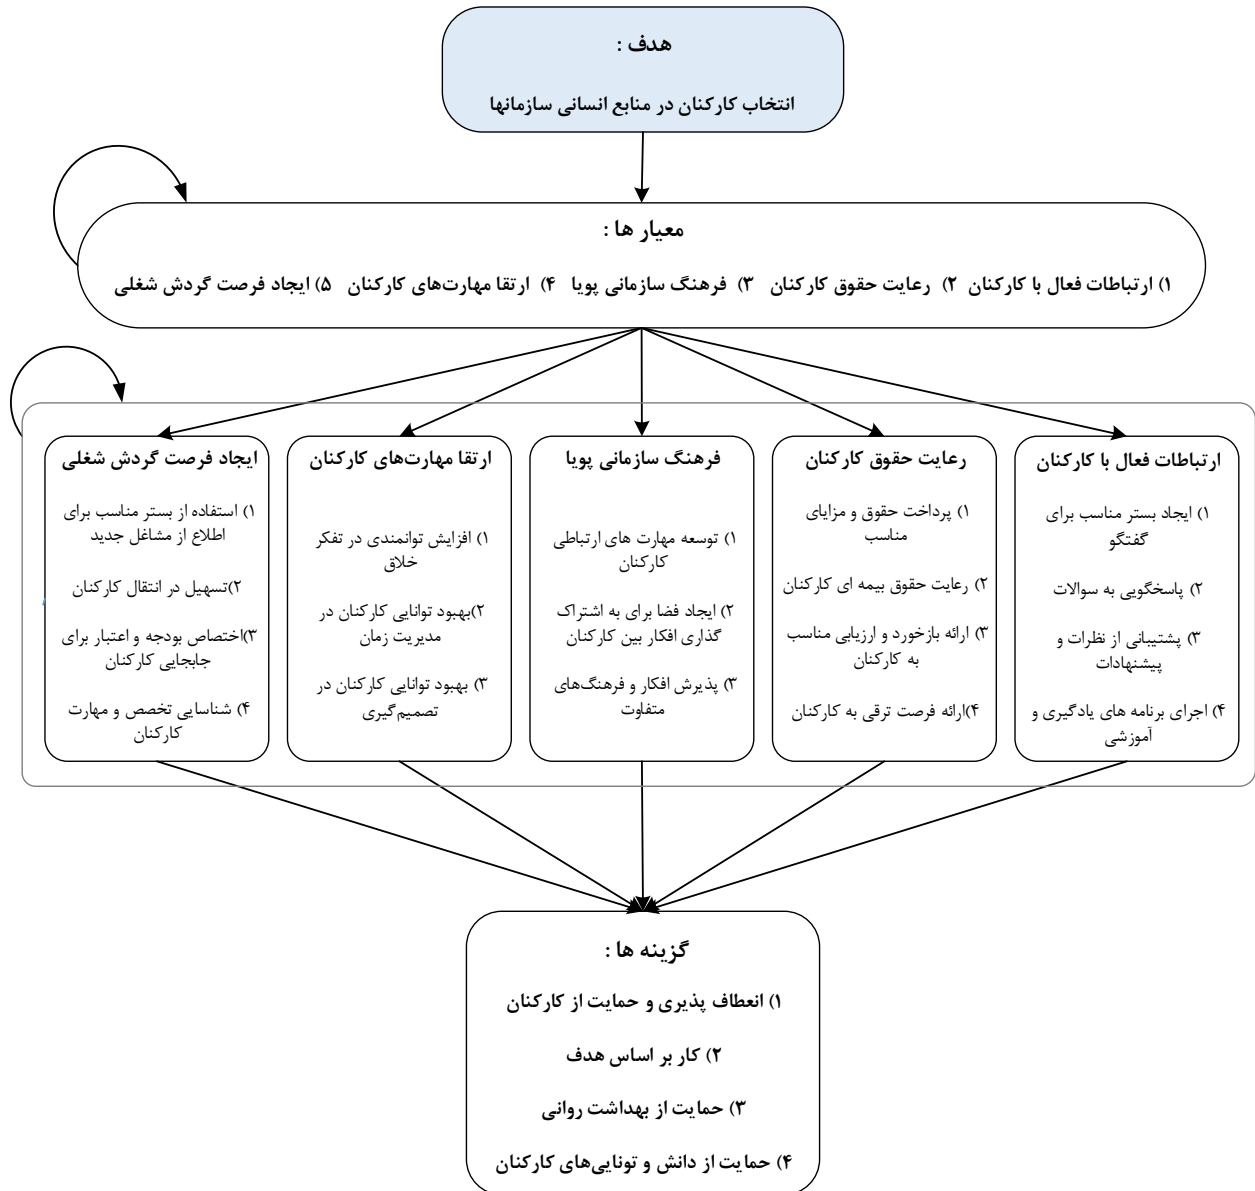 هدف :
انتخاب کارکنان در منابع انسانی سازمانها
معیار ها :
۱) ارتباطات فعال با کارکنان ۲) رعایت حقوق کارکنان ۳) فرهنگ سازمانی پویا ۴) ارتقا مهارت‌های کارکنان ۵) ایجاد فرصت گردش شغلی
ارتباطات فعال با کارکنان
۱) ایجاد بستر مناسب برای
گفتگو
۲) پاسخگویی به سوالات
۳) پشتیبانی از نظرات و
پیشنهادات
۴) اجرای برنامه های یادگیری و
آموزشی
رعایت حقوق کارکنان
۱) پرداخت حقوق و مزایای
مناسب
۲) رعایت حقوق بیمه ای کارکنان
۳) ارائه بازخورد و ارزیابی مناسب
به کارکنان
۴)ارائه فرصت ترقی به کارکنان
فرهنگ سازمانی پویا
۱) توسعه مهارت های ارتباطی
کارکنان
۲) ایجاد فضا برای به اشتراک
گذاری افکار بین کارکنان
۳) پذیرش افکار و فرهنگ‌های
متفاوت
ارتقا مهارت‌های کارکنان
۱) افزایش توانمندی در تفکر
خلاق
۲)بهبود توانایی کارکنان در
مدیریت زمان
۳) بهبود توانایی کارکنان در
تصمیم‌گیری
ایجاد فرصت گردش شغلی
۱) استفاده از بستر مناسب برای
اطلاع از مشاغل جدید
۲)تسهیل در انتقال کارکنان
۳)اختصاص بودجه و اعتبار برای
جابجایی کارکنان
۴) شناسایی تخصص و مهارت
کارکنان
گزینه ها :
۱) انعطاف پذیری و حمایت از کارکنان
۲) کار بر اساس هدف
۳) حمایت از بهداشت روانی
۴) حمایت از دانش و تونایی‌های کارکنان